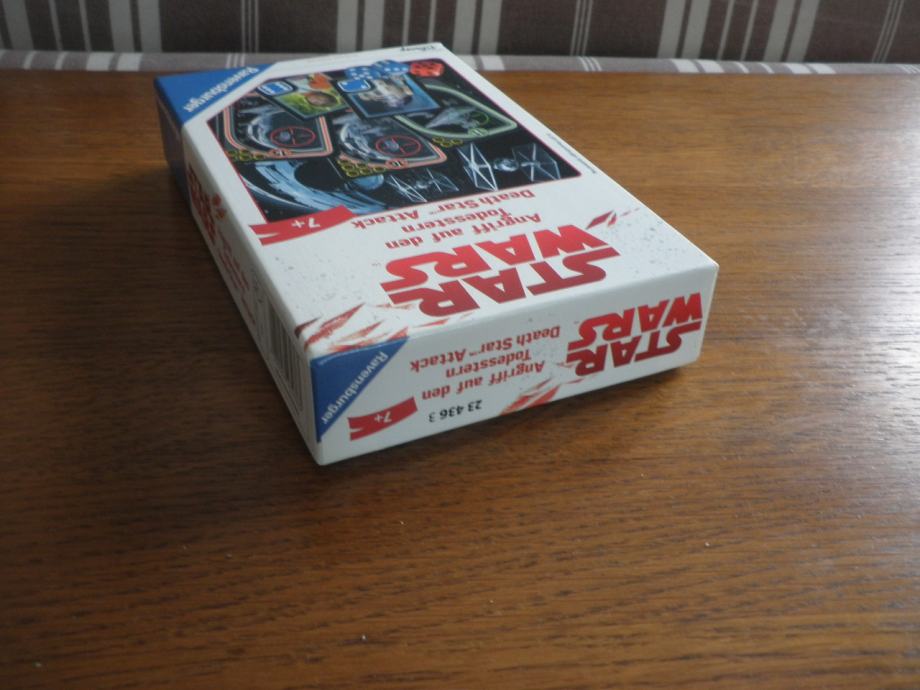 Ravensburger
Disney
STAR
WARS
Angriff auf den
Todesstern
Death Star™ Attack
7+
STAR
WARS
Angriff auf den
Todesstern
Death Star™ Attack
Ravensburger
7+
23 436 3